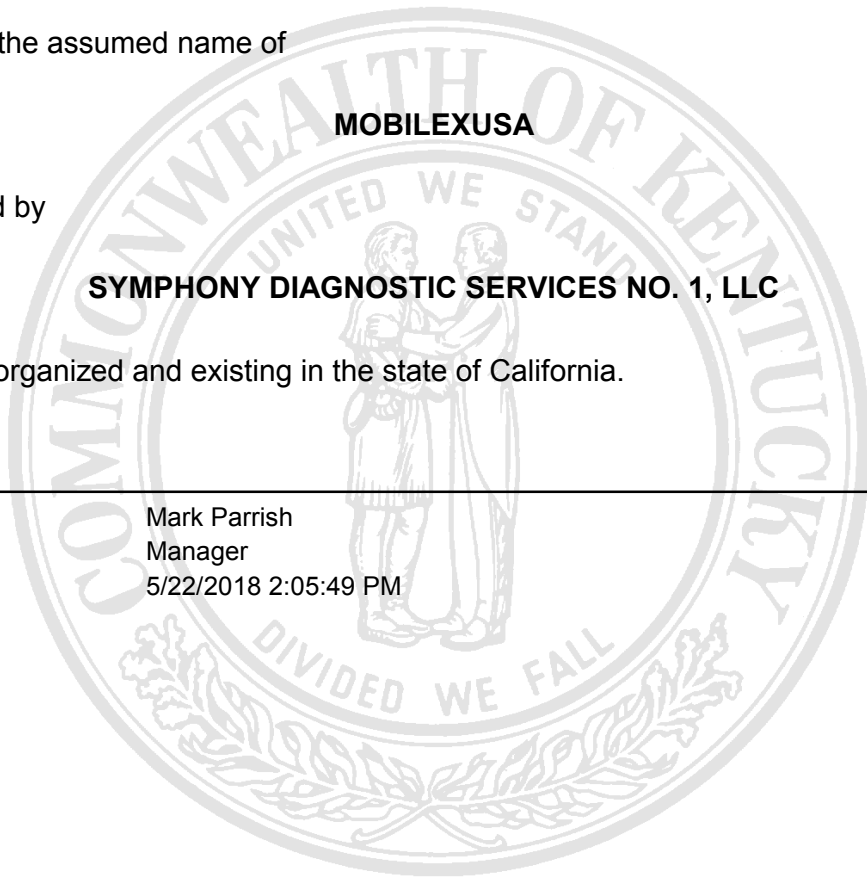 the assumed name of
MOBILEXUSA
d by
SYMPHONY DIAGNOSTIC SERVICES NO. 1, LLC
organized and existing in the state of California.
Mark Parrish
Manager
5/22/2018 2:05:49 PM
COMMONWEALTH OF KENTUCKY
UNITED WE STAND
DIVIDED WE FALL